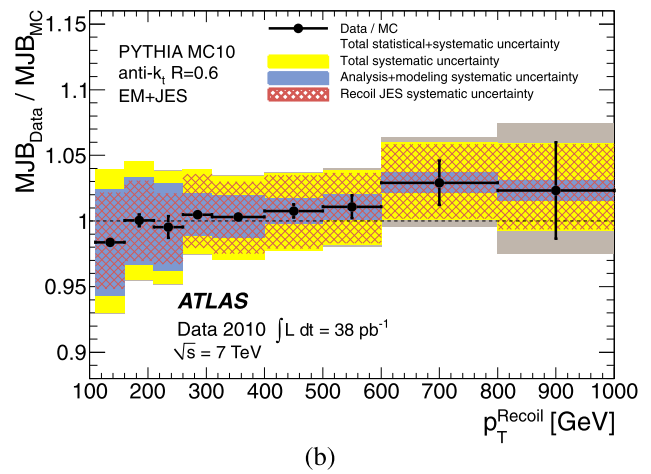 1.15
1.1
1.05
1
0.95
0.9
MJB_Data / MJB_MC
PYTHIA MC10
anti-k_t R=0.6
EM+JES
Data / MC
Total statistical+systematic uncertainty
Total systematic uncertainty
Analysis+modeling systematic uncertainty
Recoil JES systematic uncertainty
ATLAS
Data 2010 ∫L dt = 38 pb⁻¹
√s = 7 TeV
100 200 300 400 500 600 700 800 900 1000
p_T^Recoil [GeV]
(b)